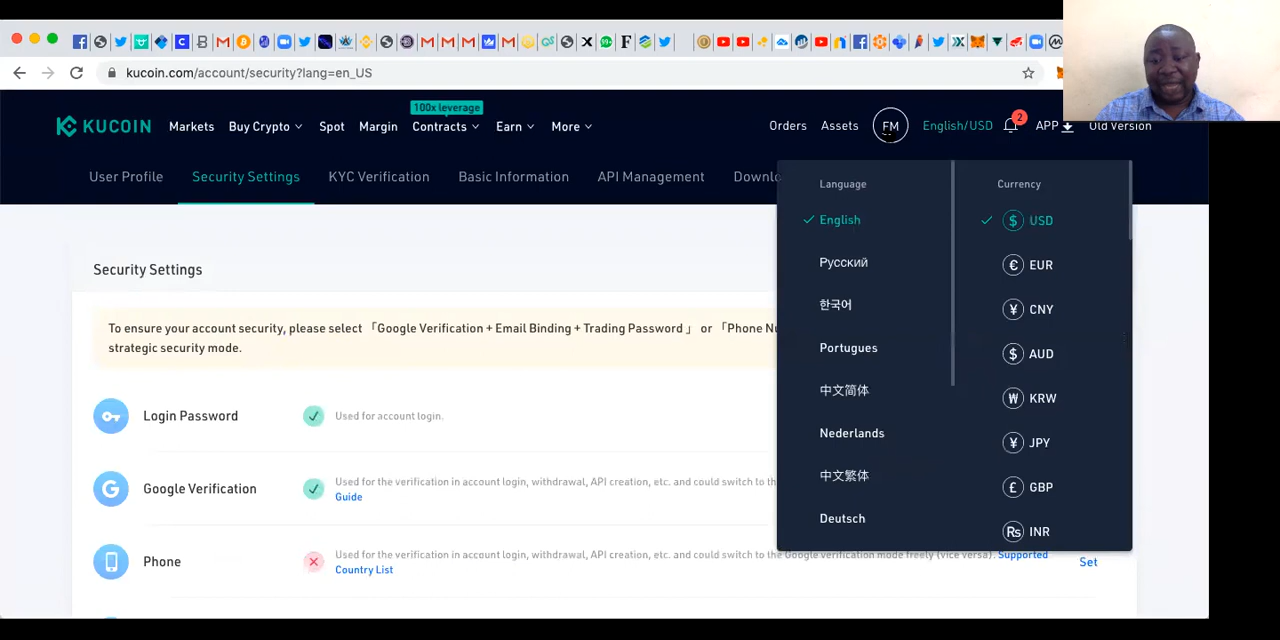 kucoin.com/account/security?lang=en_US
100x leverage
KUCOIN Markets Buy Crypto Spot Margin Contracts Earn More Orders Assets FM English/USD 2 APP Old Version
User Profile Security Settings KYC Verification Basic Information API Management
Language Currency
English $ USD
Русский € EUR
한국어 ¥ CNY
Portugues $ AUD
中文简体 ₩ KRW
Nederlands ¥ JPY
中文繁体 £ GBP
Deutsch Rs INR
Security Settings
To ensure your account security, please select 「Google Verification + Email Binding + Trading Password 」 or 「Phone
strategic security mode.
Login Password Used for account login.
Google Verification Used for the verification in account login, withdrawal, API creation, etc. and could switch to the
Guide
Phone Used for the verification in account login, withdrawal, API creation, etc. and could switch to the Google verification mode freely (vice versa). Supported
Country List
Set